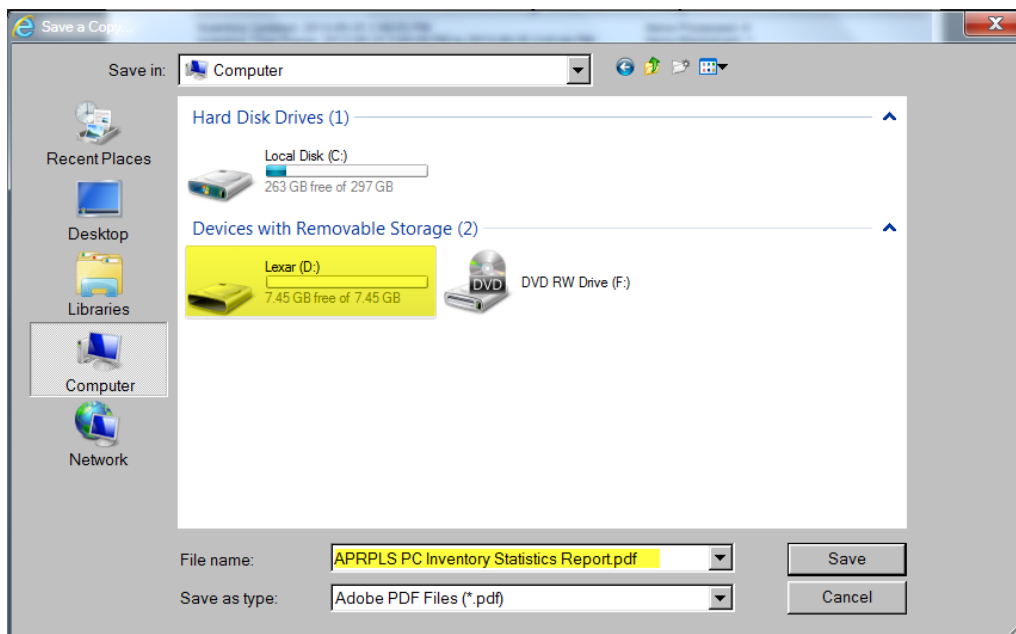 Save a Copy...
Save in:
Computer
Recent Places
Desktop
Libraries
Computer
Network
Hard Disk Drives (1)
Local Disk (C:)
263 GB free of 297 GB
Devices with Removable Storage (2)
Lexar (D:)
7.45 GB free of 7.45 GB
DVD
DVD RW Drive (F:)
File name:
APRPLS PC Inventory Statistics Report.pdf
Save
Save as type:
Adobe PDF Files (*.pdf)
Cancel